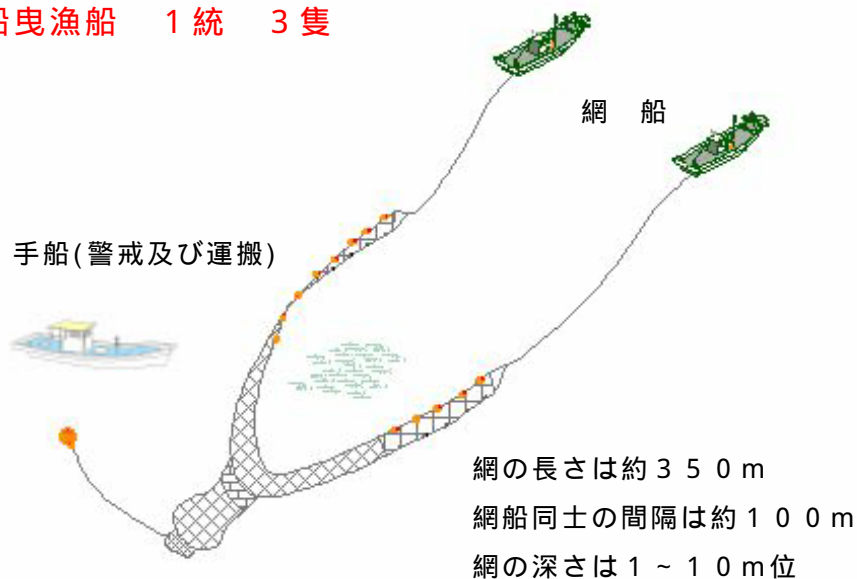 船曳漁船　1統　3隻
網　船
手船(警戒及び運搬)
網の長さは約３５０ｍ
網船同士の間隔は約１００ｍ
網の深さは１~１０ｍ位